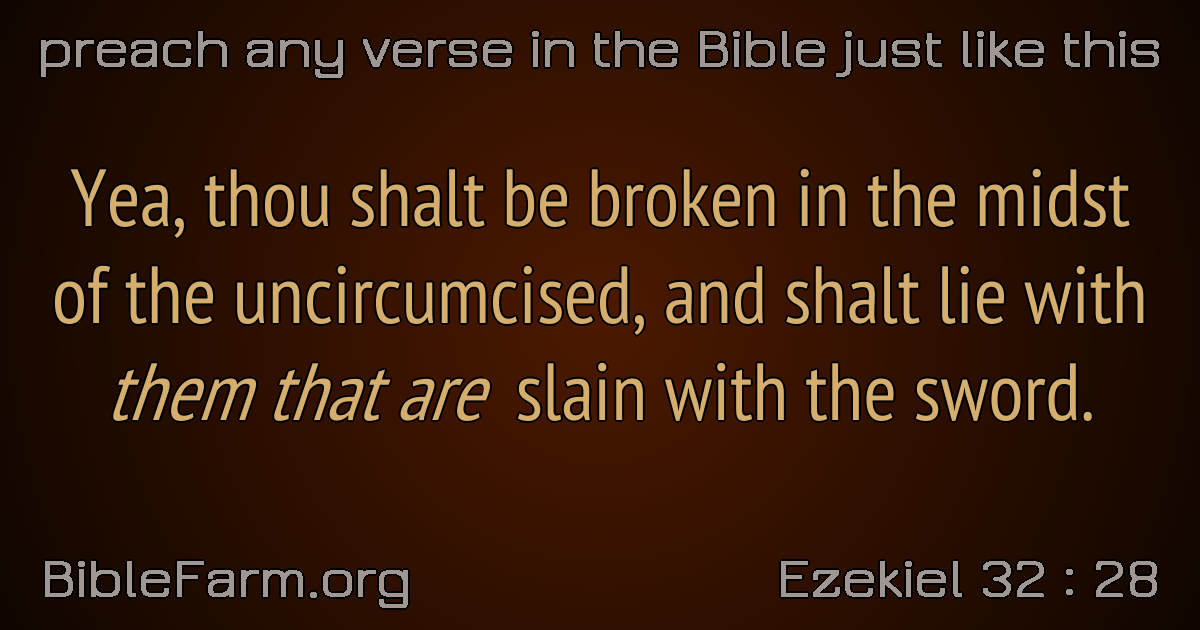 preach any verse in the Bible just like this
Yea, thou shalt be broken in the midst
of the uncircumcised, and shalt lie with
them that are slain with the sword.
BibleFarm.org
Ezekiel 32 : 28